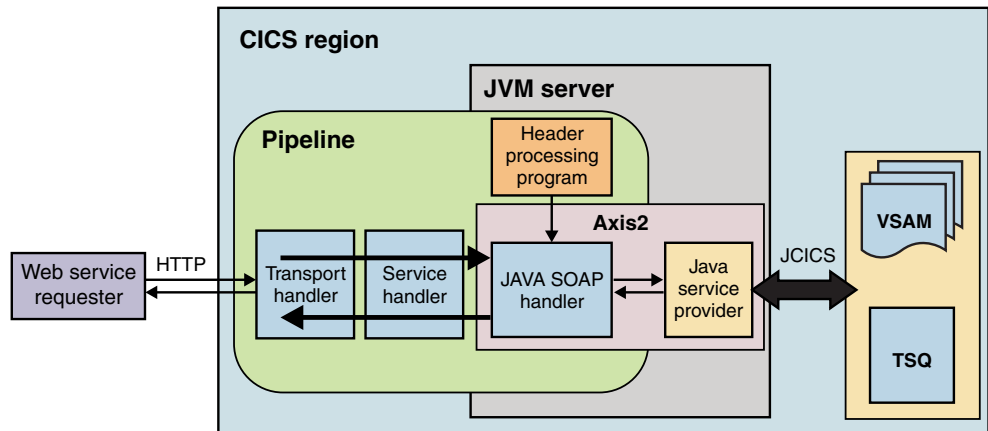 CICS region
JVM server
Pipeline
Header
processing
program
Axis2
VSAM
HTTP
JCICS
Web service
requester
Transport
handler
Service
handler
JAVA SOAP
handler
Java
service
provider
TSQ